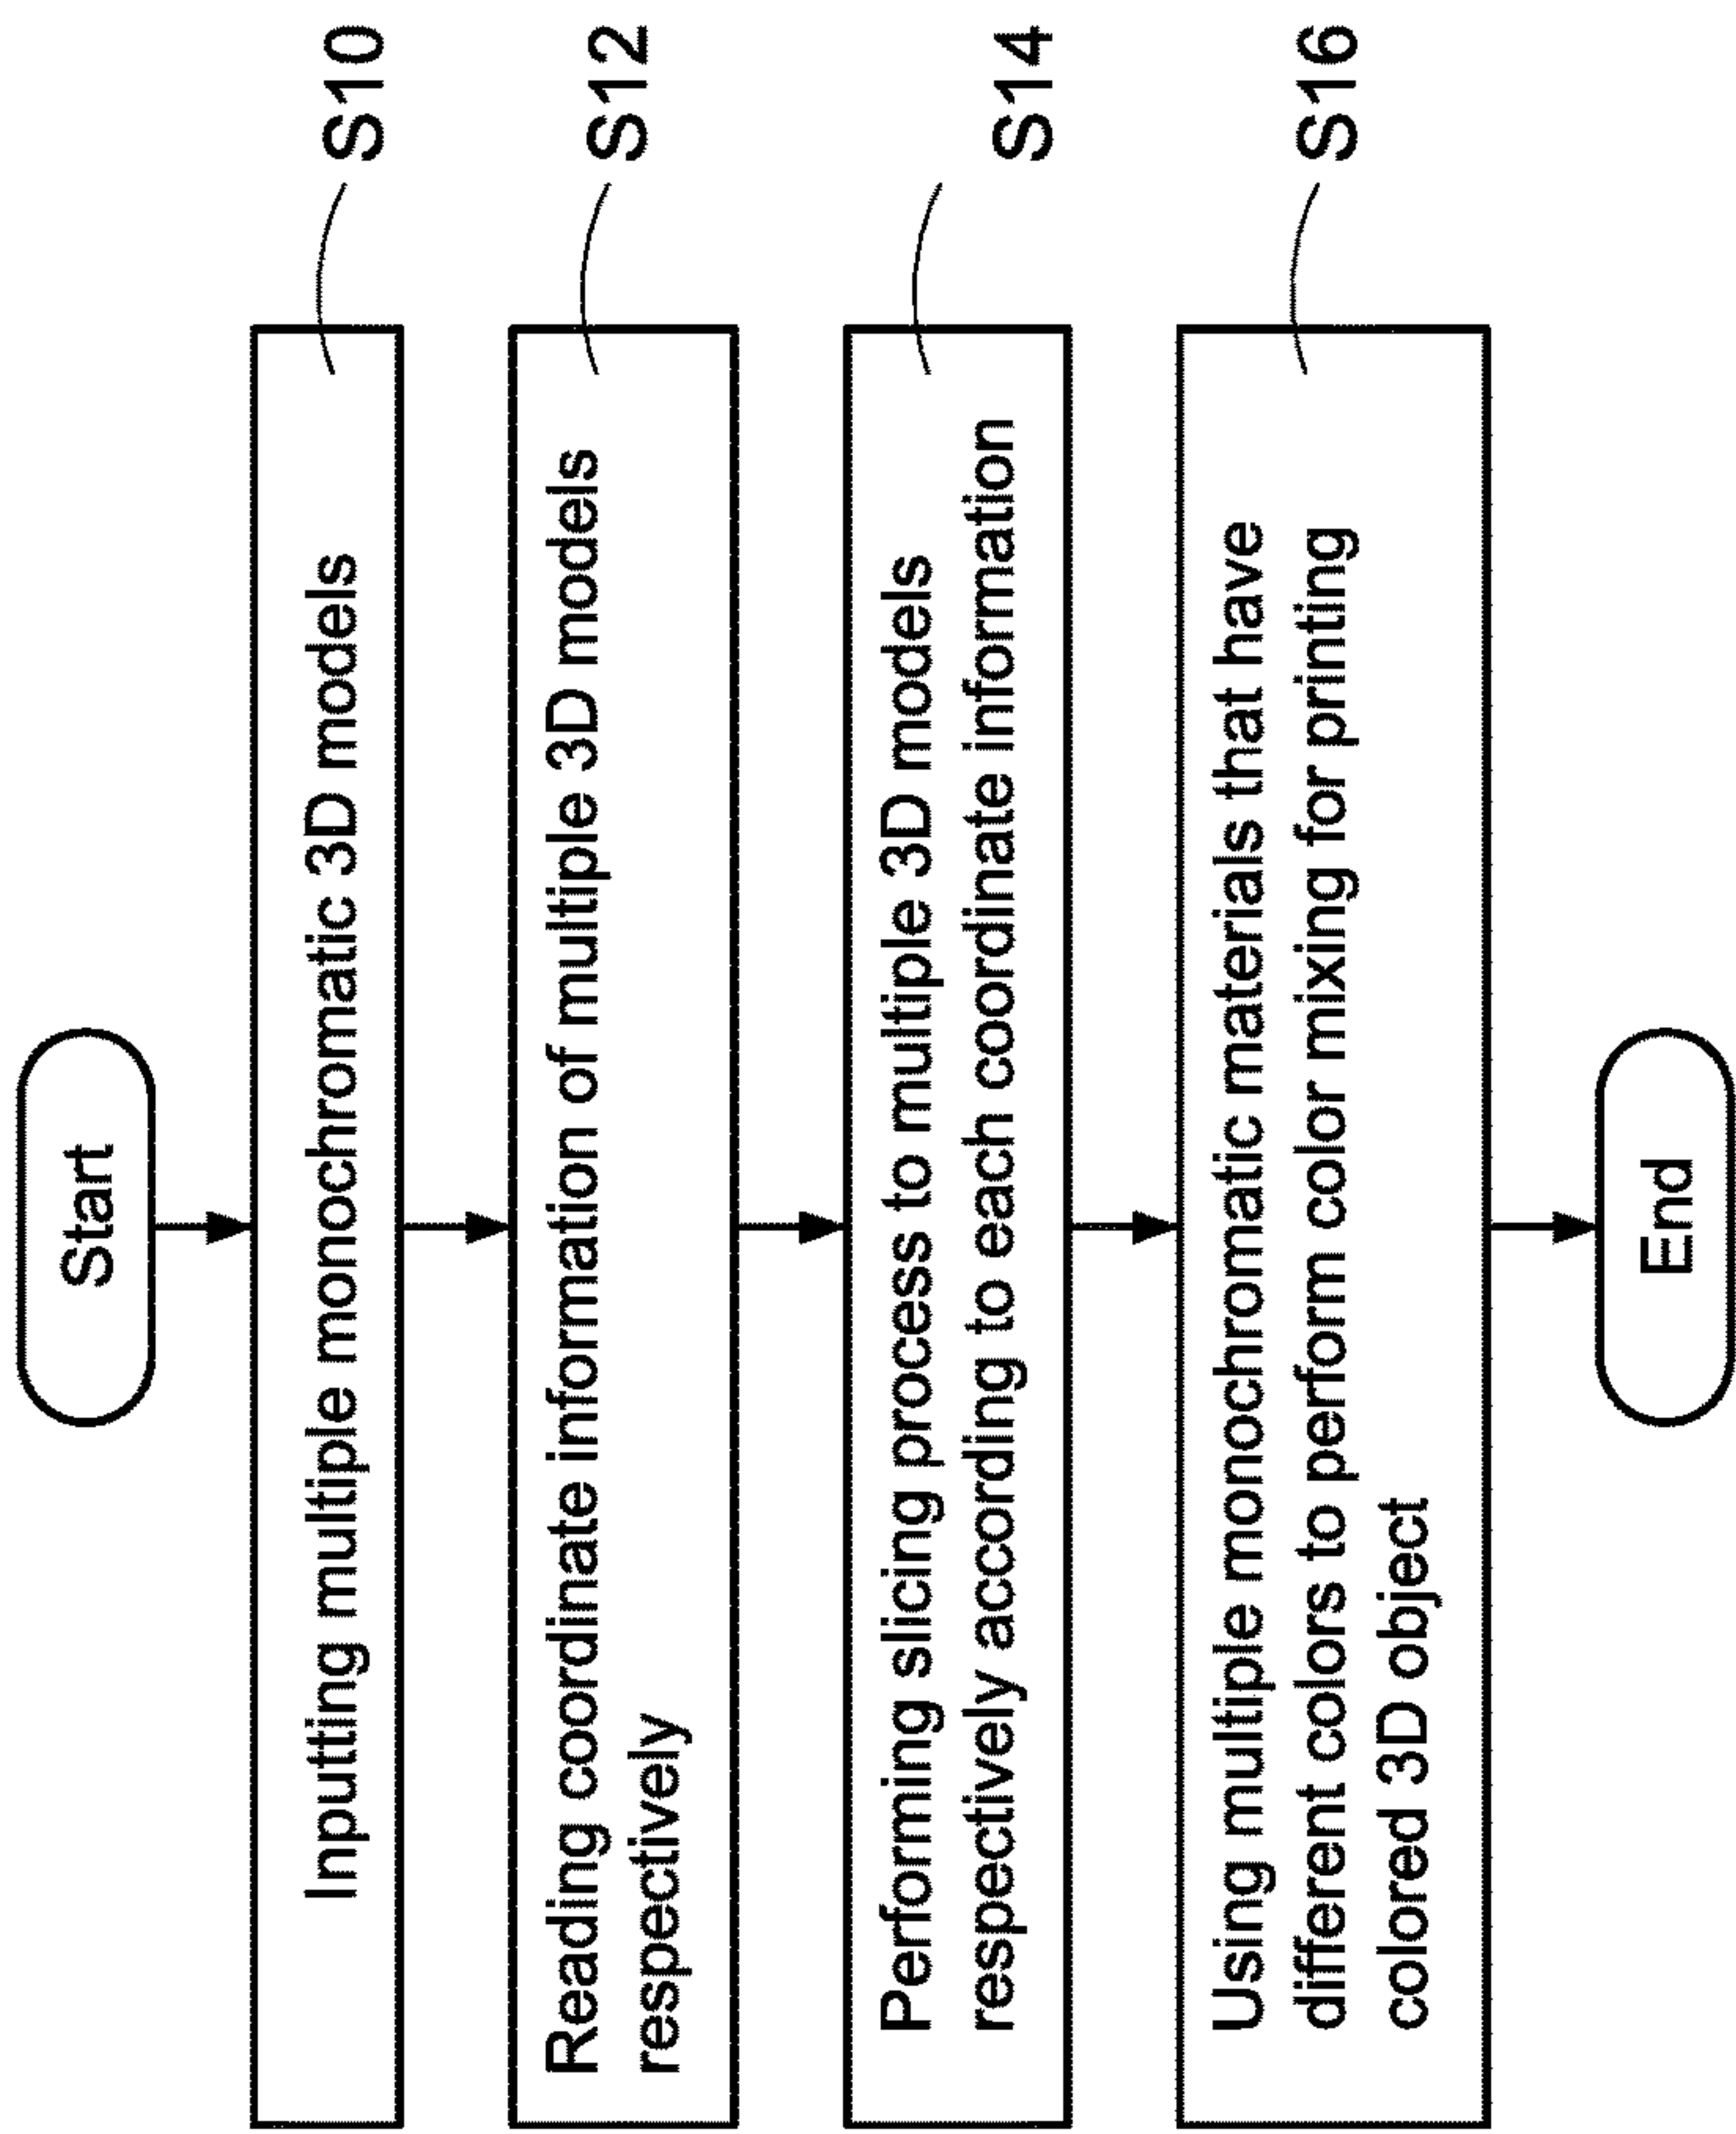 Start
Inputting multiple monochromatic 3D models
S10
Reading coordinate information of multiple 3D models
respectively
S12
Performing slicing process to multiple 3D models
respectively according to each coordinate information
S14
Using multiple monochromatic materials that have
different colors to perform color mixing for printing
colored 3D object
S16
End